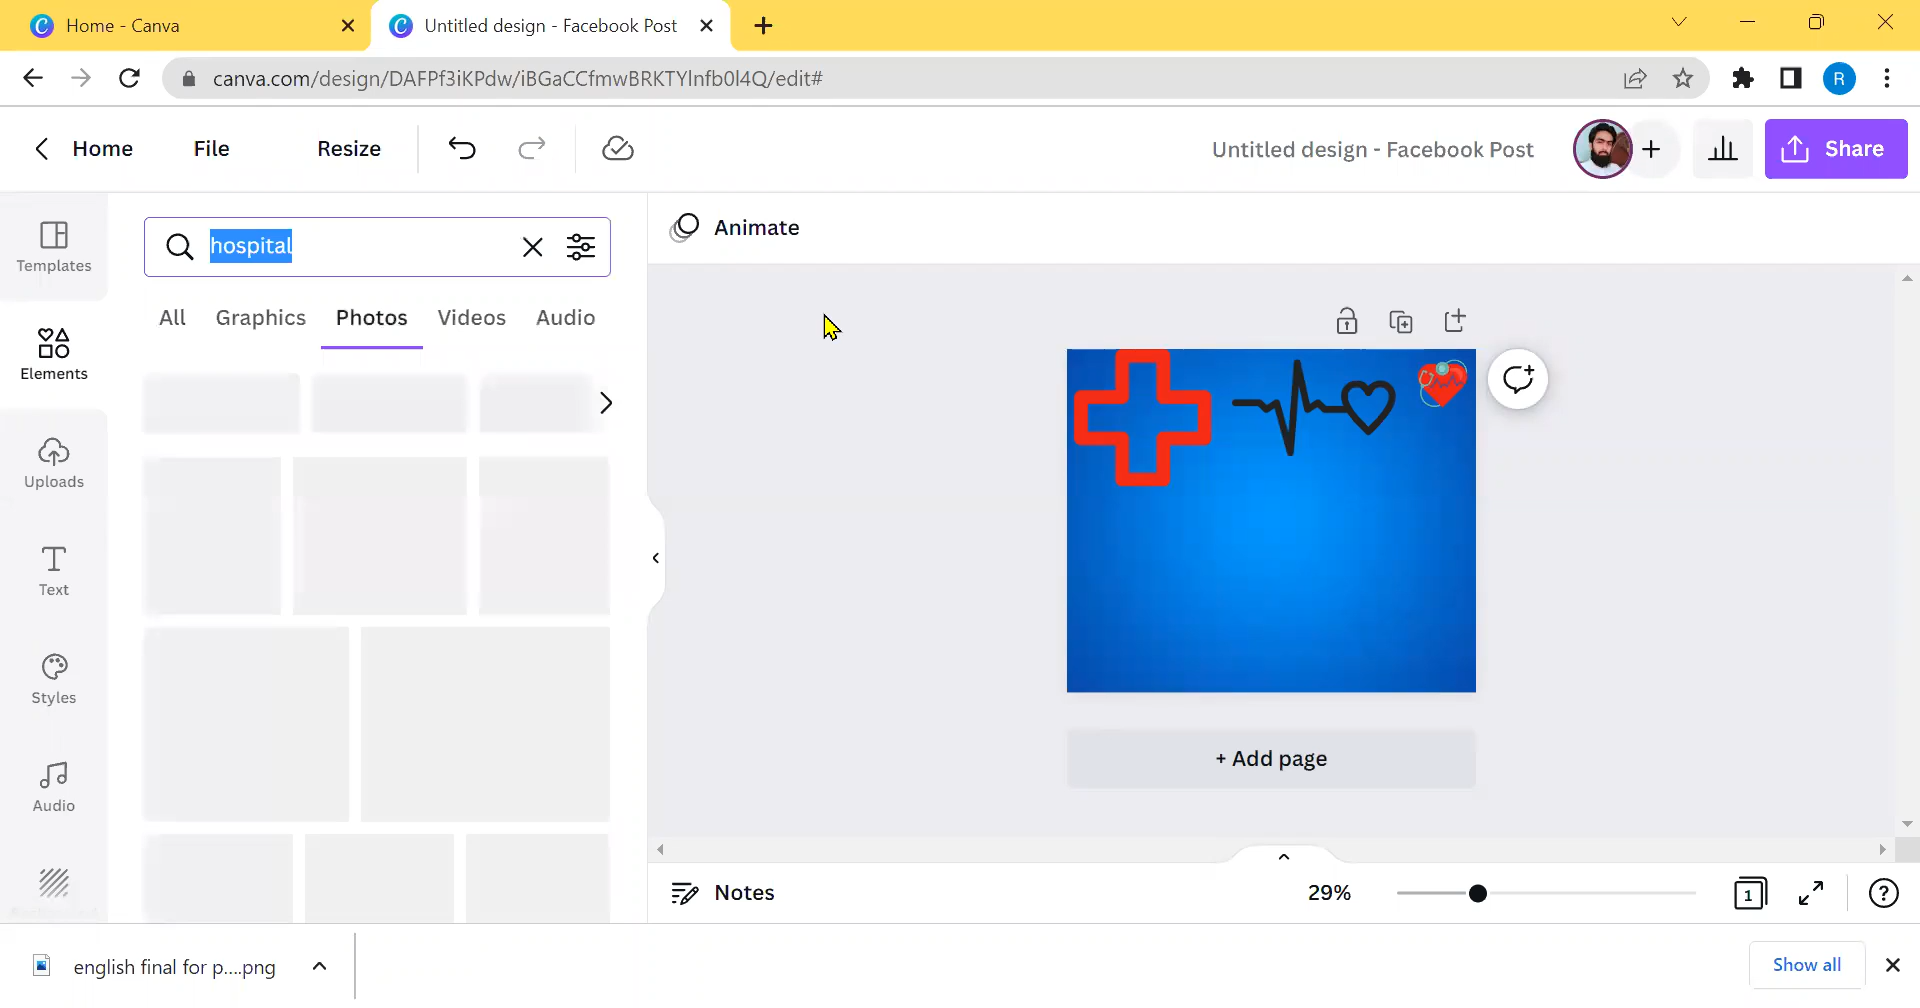 Home - Canva
Untitled design - Facebook Post
canva.com/design/DAFPf3iKPdw/iBGaCCfmwBRKTYlnfb0l4Q/edit#
R
Home
File
Resize
Untitled design - Facebook Post
Share
Templates
Elements
Uploads
Text
Styles
Audio
hospital
All
Graphics
Photos
Videos
Audio
Animate
+ Add page
Notes
29%
1
english final for p....png
Show all